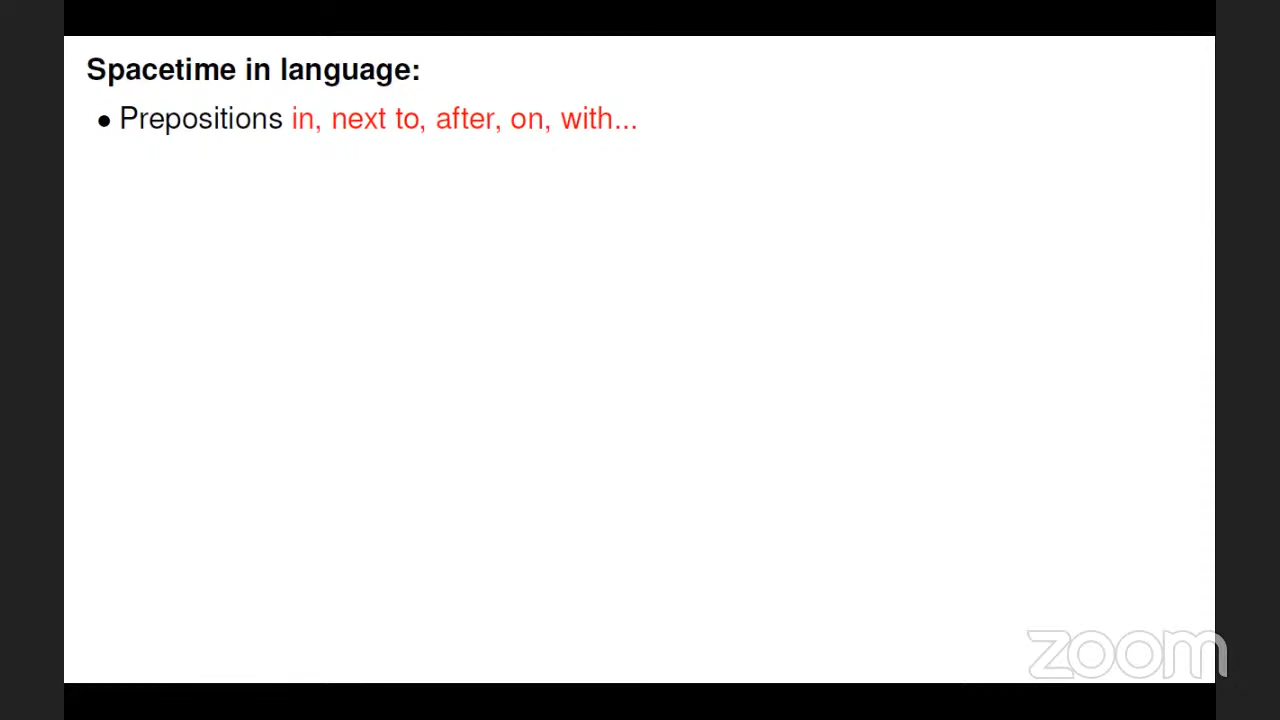 Spacetime in language:
• Prepositions in, next to, after, on, with...
zoom